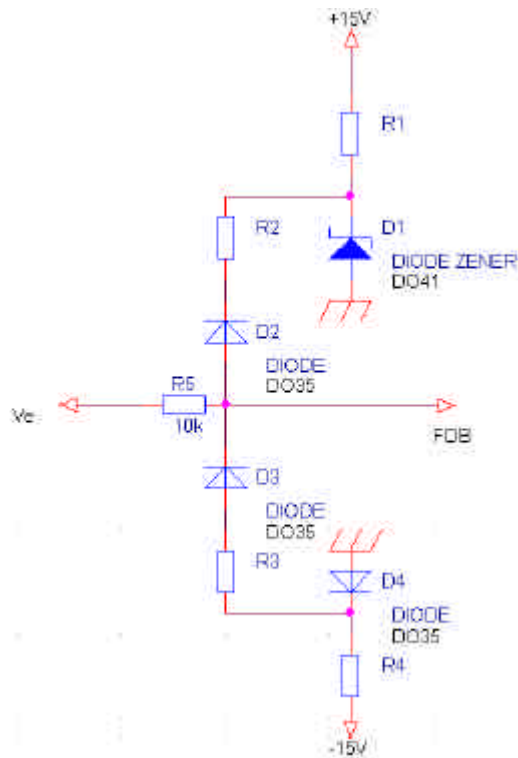 +15V
R1
R2
D1
DIODE ZENER
DO41
D2
DIODE
DO35
R5
Ve
10k
FOB
D3
DIODE
DO35
R3
D4
DIODE
DO35
R4
-15V